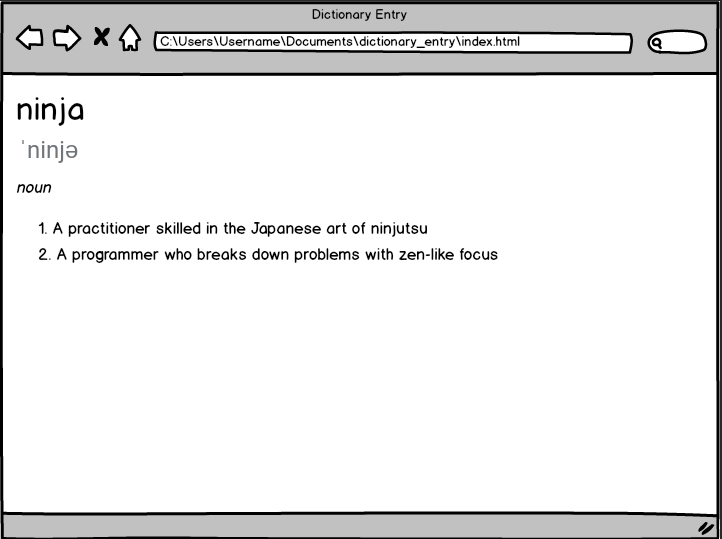 Dictionary Entry
C:\Users\Username\Documents\dictionary_entry\index.html
ninja
ˈninjə
noun
1. A practitioner skilled in the Japanese art of ninjutsu
2. A programmer who breaks down problems with zen-like focus